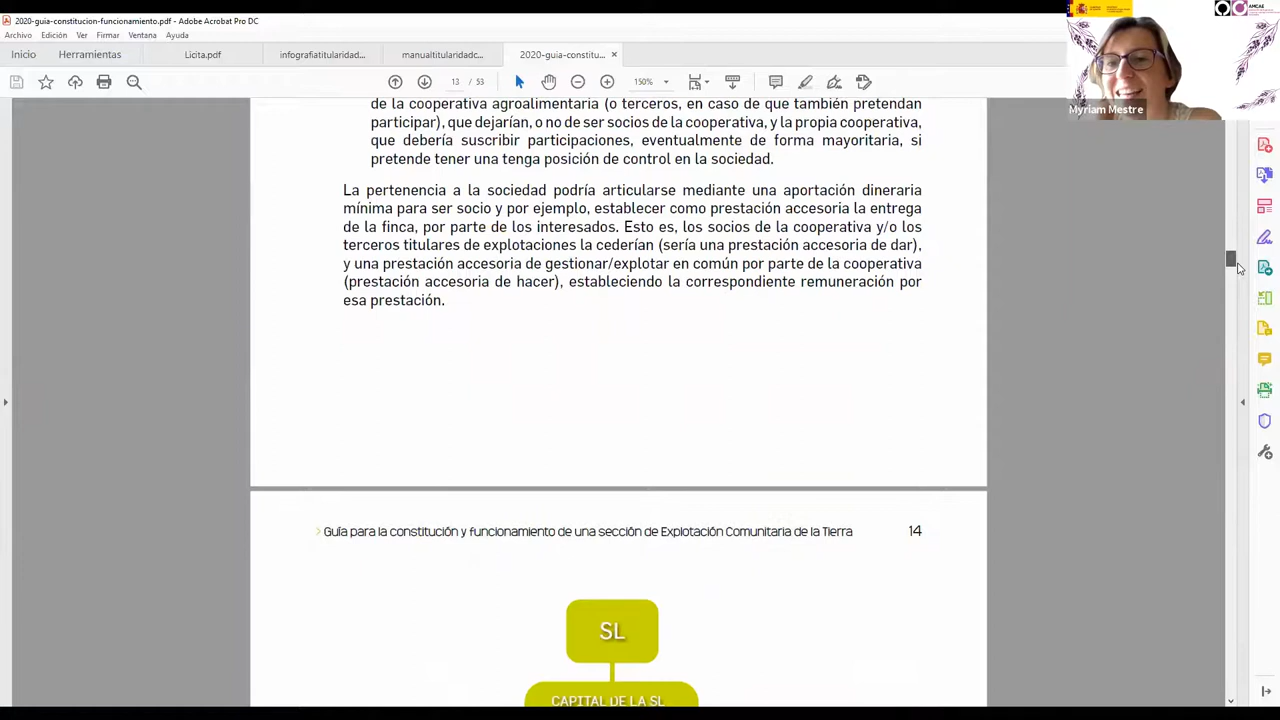 2020-guia-constitucion-funcionamiento.pdf - Adobe Acrobat Pro DC
Archivo Edición Ver Firmar Ventana Ayuda
Inicio Herramientas Licita.pdf infografiatitularidad... manualtitularidadc... 2020-guia-constitu... ×
13 / 53 150%
AMCAE
Myriam Mestre
de la cooperativa agroalimentaria (o terceros, en caso de que también pretendan
participar), que dejarían, o no de ser socios de la cooperativa, y la propia cooperativa,
que debería suscribir participaciones, eventualmente de forma mayoritaria, si
pretende tener una tenga posición de control en la sociedad.
La pertenencia a la sociedad podría articularse mediante una aportación dineraria
mínima para ser socio y por ejemplo, establecer como prestación accesoria la entrega
de la finca, por parte de los interesados. Esto es, los socios de la cooperativa y/o los
terceros titulares de explotaciones la cederían (sería una prestación accesoria de dar),
y una prestación accesoria de gestionar/explotar en común por parte de la cooperativa
(prestación accesoria de hacer), estableciendo la correspondiente remuneración por
esa prestación.
Guía para la constitución y funcionamiento de una sección de Explotación Comunitaria de la Tierra 14
SL
CAPITAL DE LA SL